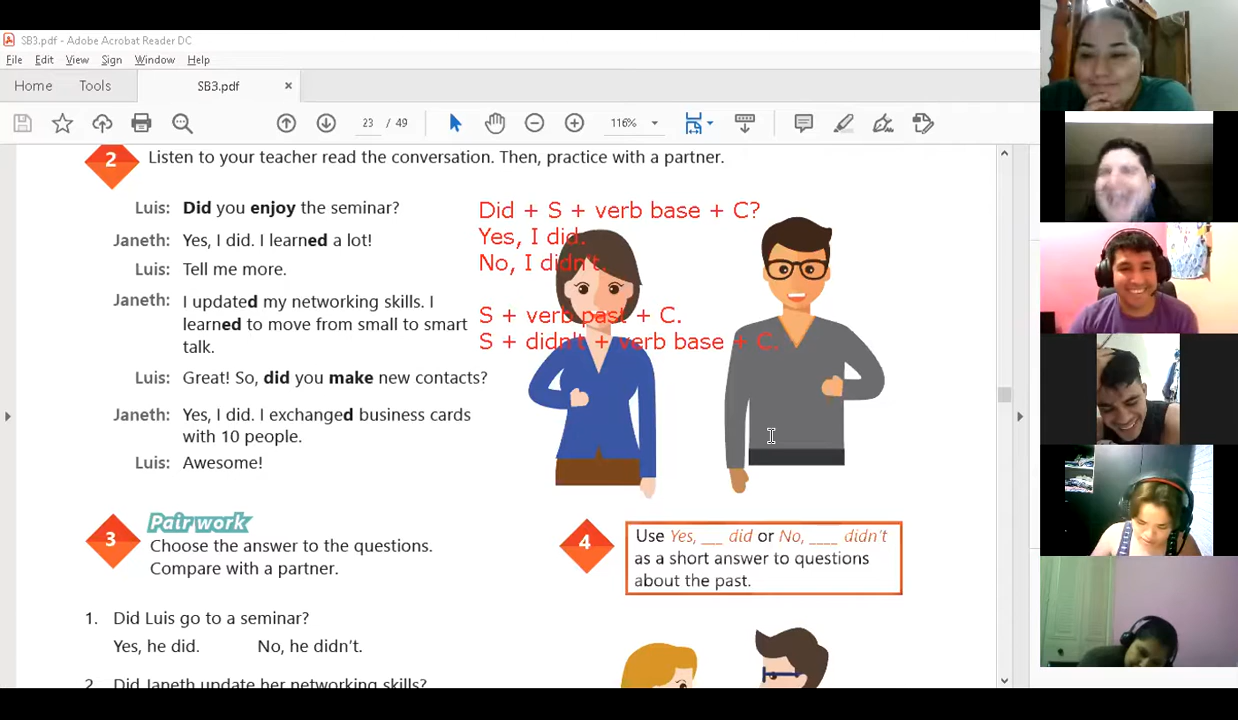 SB3.pdf - Adobe Acrobat Reader DC
File Edit View Sign Window Help
Home Tools SB3.pdf ×
23 / 49 116%
2 Listen to your teacher read the conversation. Then, practice with a partner.
Luis: Did you enjoy the seminar?
Janeth: Yes, I did. I learned a lot!
Luis: Tell me more.
Janeth: I updated my networking skills. I
learned to move from small to smart
talk.
Luis: Great! So, did you make new contacts?
Janeth: Yes, I did. I exchanged business cards
with 10 people.
Luis: Awesome!
Did + S + verb base + C?
Yes, I did.
No, I didn't.
S + verb past + C.
S + didn't + verb base + C.
3 Pair work
Choose the answer to the questions.
Compare with a partner.
1. Did Luis go to a seminar?
Yes, he did. No, he didn't.
2. Did Janeth update her networking skills?
4 Use Yes, ___ did or No, ____ didn't
as a short answer to questions
about the past.